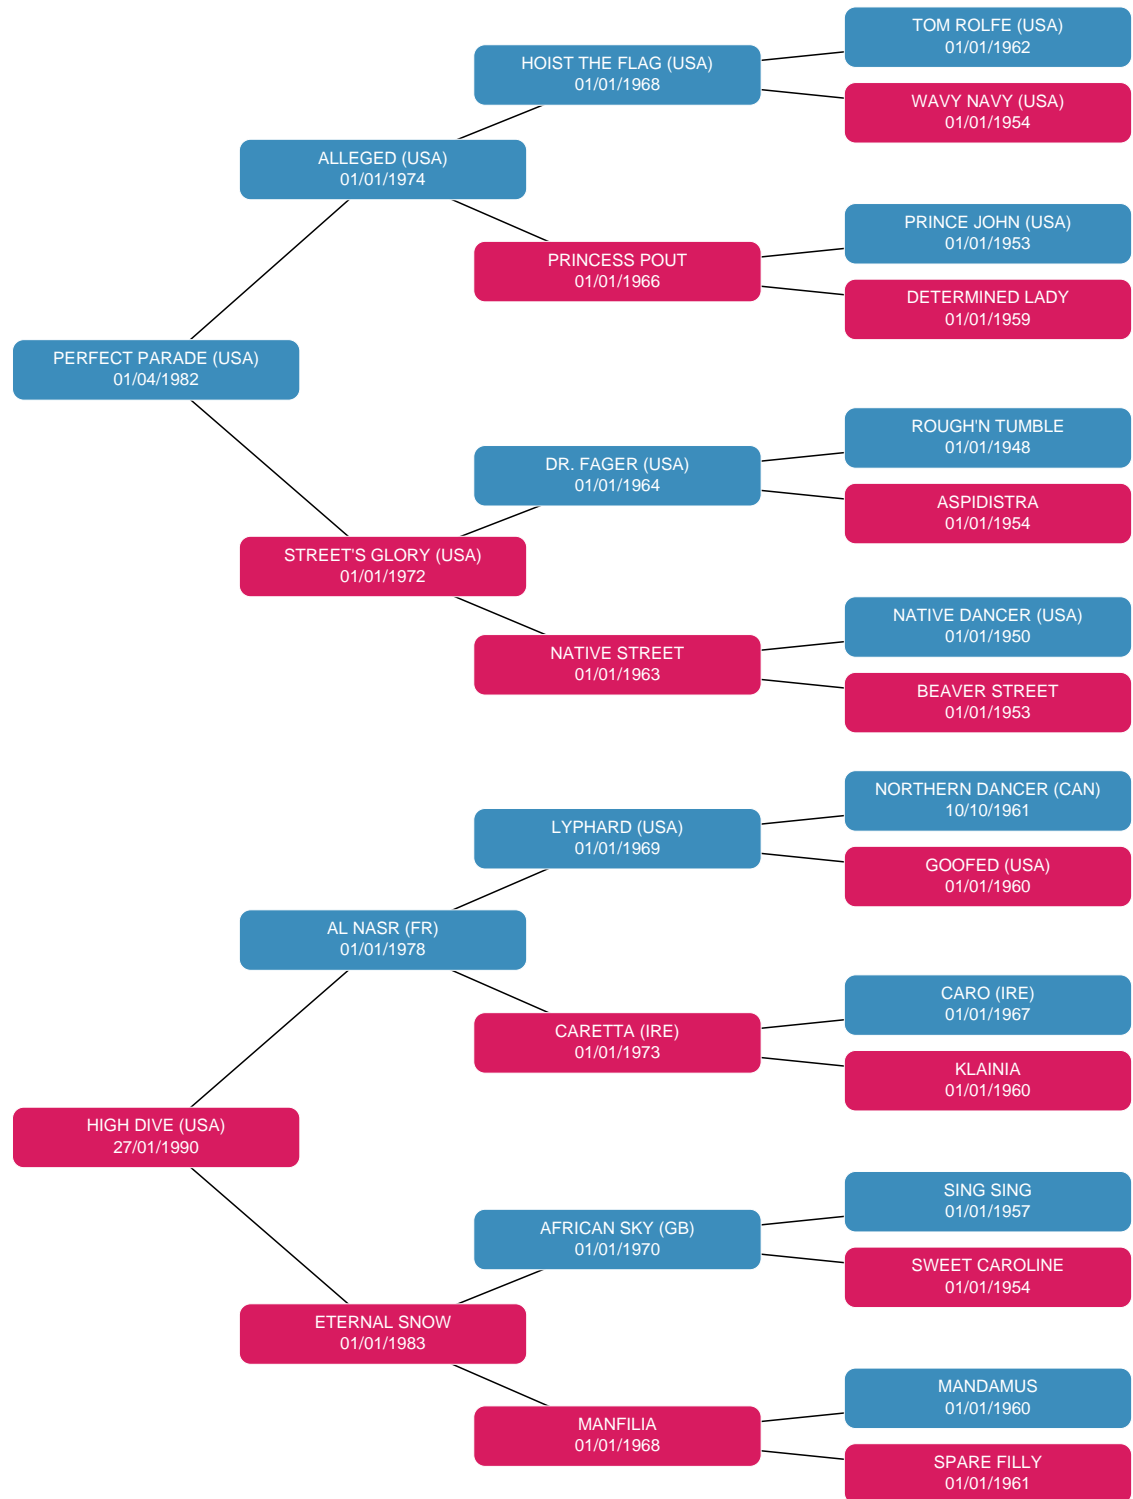 TOM ROLFE (USA)
01/01/1962
HOIST THE FLAG (USA)
01/01/1968
WAVY NAVY (USA)
01/01/1954
ALLEGED (USA)
01/01/1974
PRINCE JOHN (USA)
01/01/1953
PRINCESS POUT
01/01/1966
DETERMINED LADY
01/01/1959
PERFECT PARADE (USA)
01/04/1982
ROUGH'N TUMBLE
01/01/1948
DR. FAGER (USA)
01/01/1964
ASPIDISTRA
01/01/1954
STREET'S GLORY (USA)
01/01/1972
NATIVE DANCER (USA)
01/01/1950
NATIVE STREET
01/01/1963
BEAVER STREET
01/01/1953
NORTHERN DANCER (CAN)
10/10/1961
LYPHARD (USA)
01/01/1969
GOOFED (USA)
01/01/1960
AL NASR (FR)
01/01/1978
CARO (IRE)
01/01/1967
CARETTA (IRE)
01/01/1973
KLAINIA
01/01/1960
HIGH DIVE (USA)
27/01/1990
SING SING
01/01/1957
AFRICAN SKY (GB)
01/01/1970
SWEET CAROLINE
01/01/1954
ETERNAL SNOW
01/01/1983
MANDAMUS
01/01/1960
MANFILIA
01/01/1968
SPARE FILLY
01/01/1961